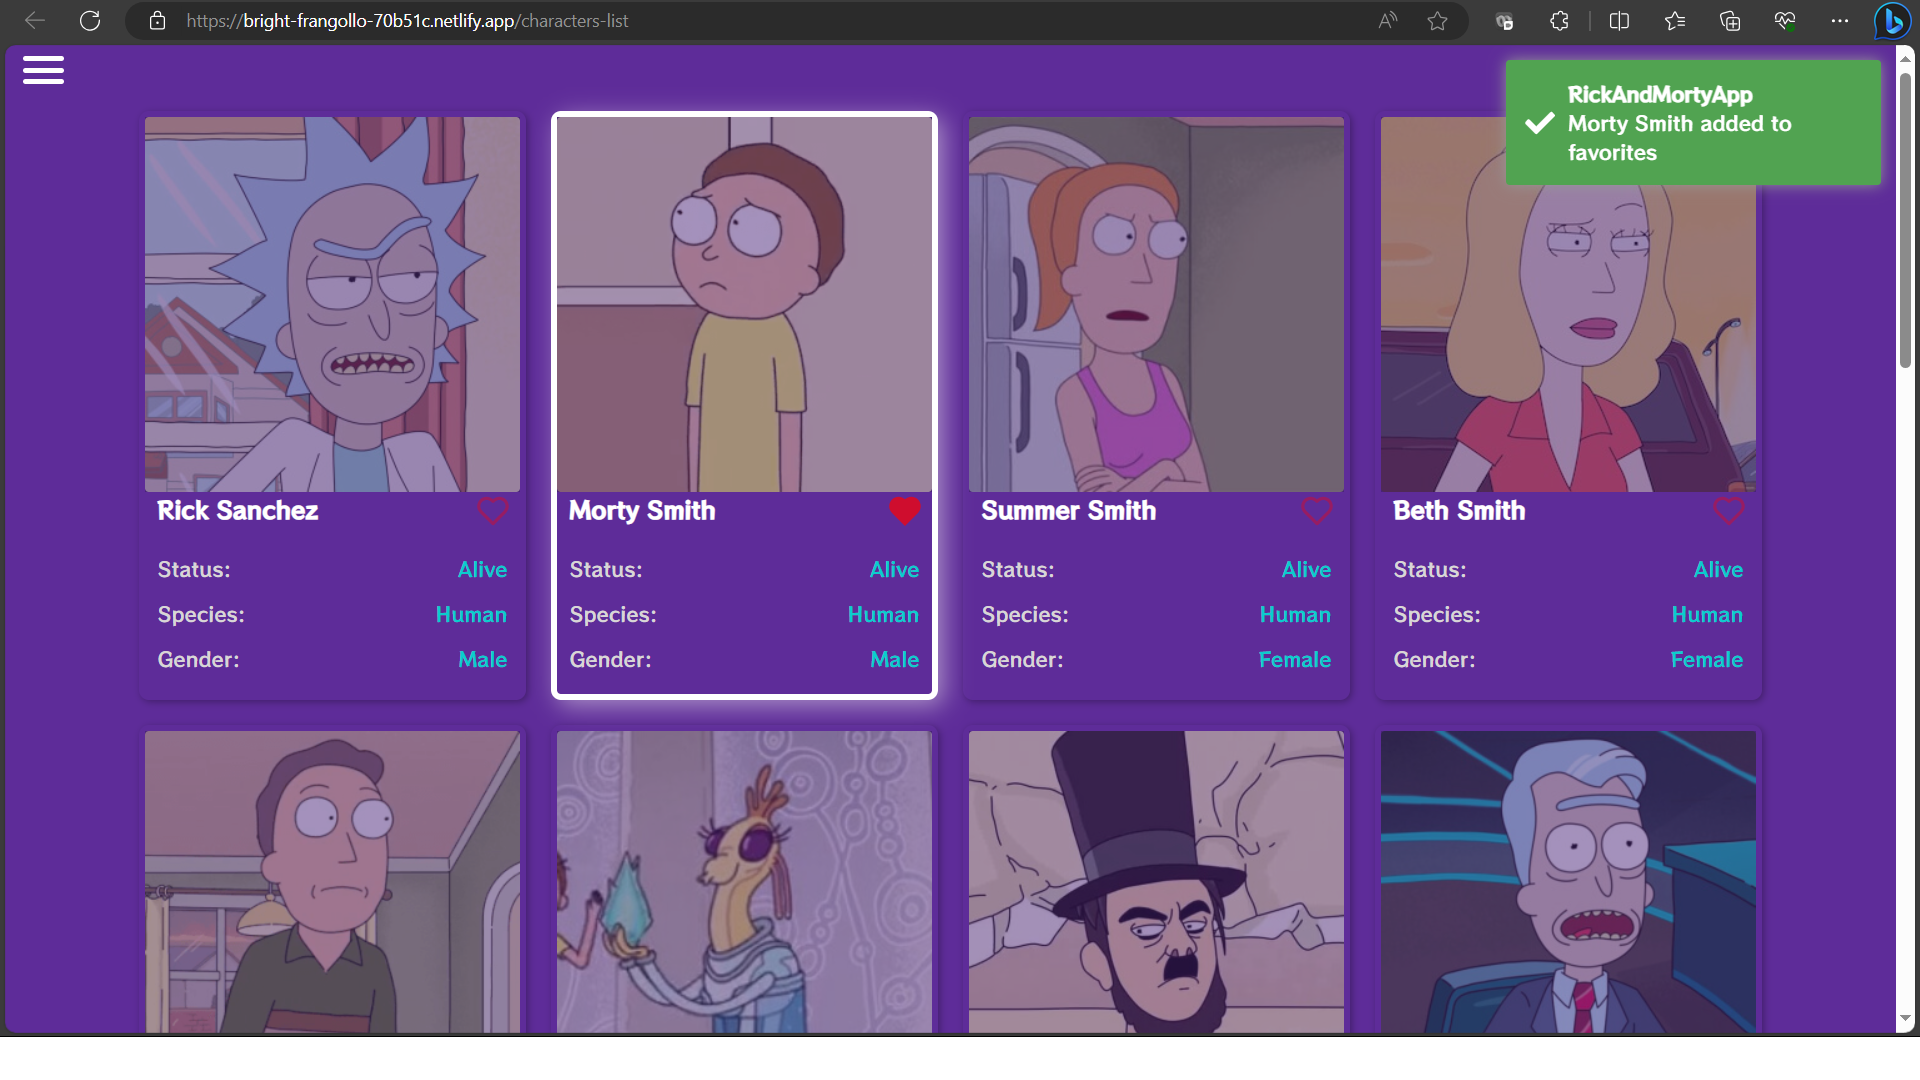 https://bright-frangollo-70b51c.netlify.app/characters-list
RickAndMortyApp
Morty Smith added to
favorites
Rick Sanchez
Status: Alive
Species: Human
Gender: Male
Morty Smith
Status: Alive
Species: Human
Gender: Male
Summer Smith
Status: Alive
Species: Human
Gender: Female
Beth Smith
Status: Alive
Species: Human
Gender: Female